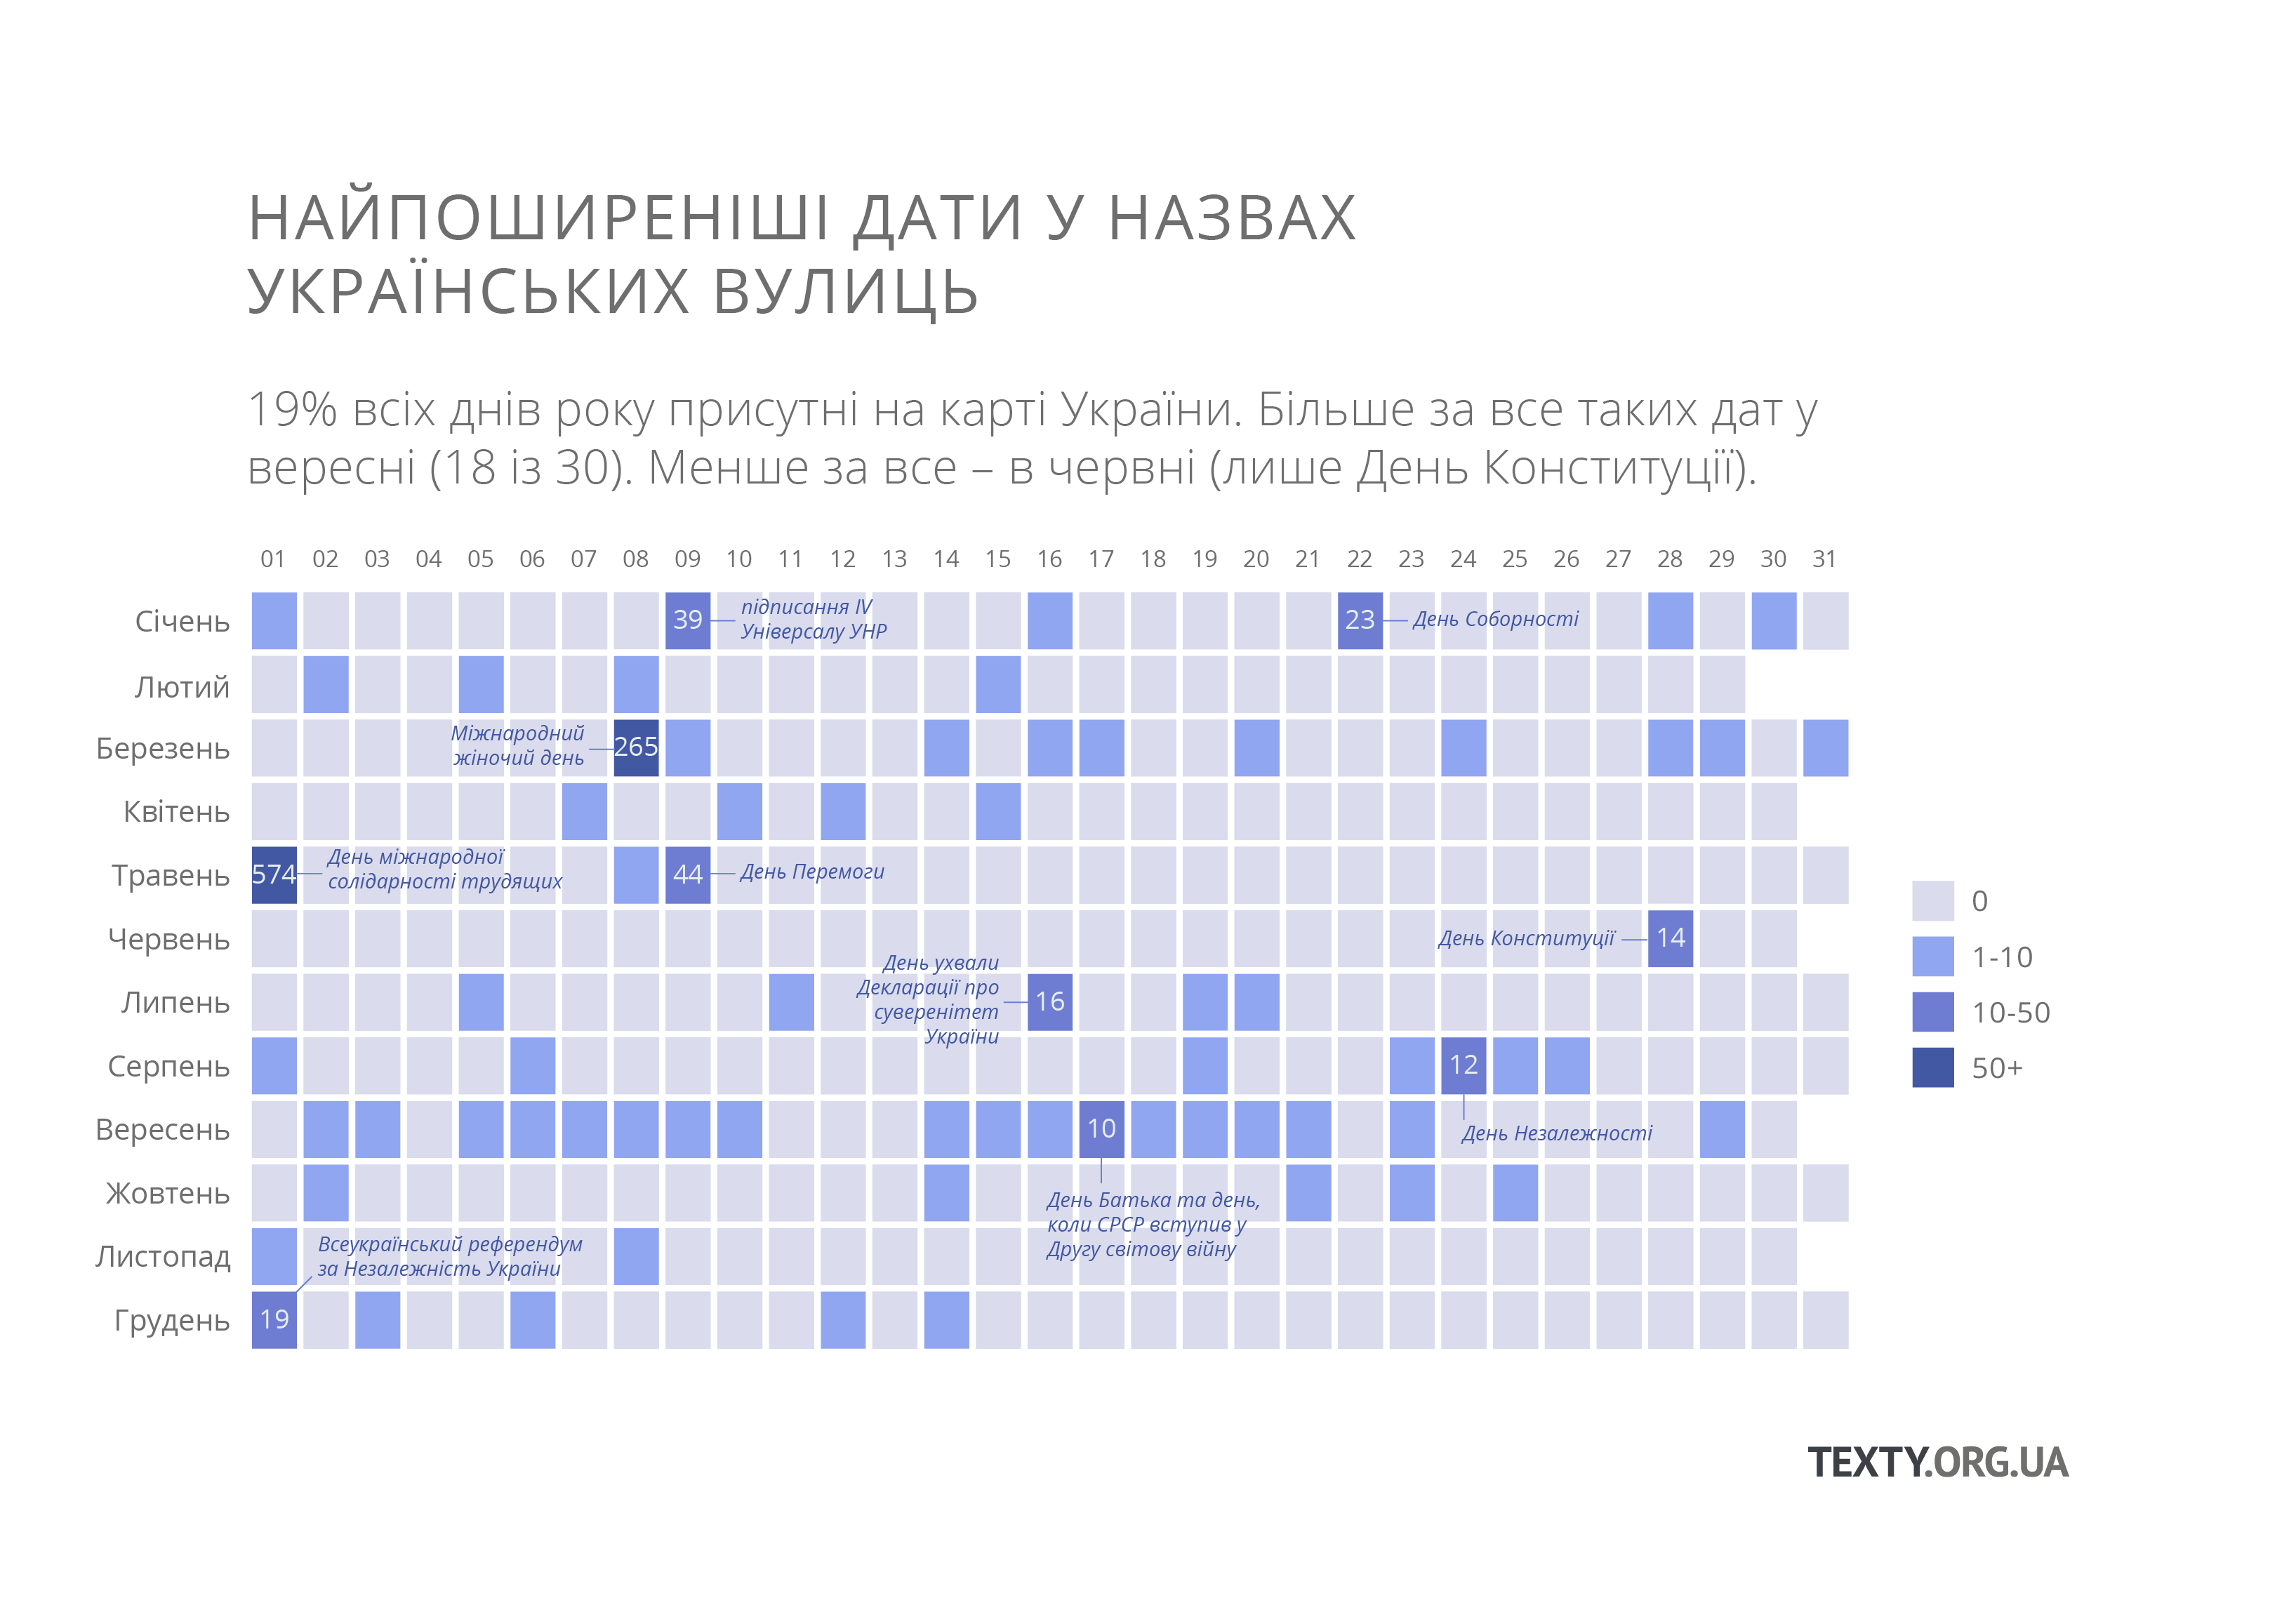 НАЙПОШИРЕНІШІ ДАТИ У НАЗВАХ
УКРАЇНСЬКИХ ВУЛИЦЬ
19% всіх днів року присутні на карті України. Більше за все таких дат у
вересні (18 із 30). Менше за все – в червні (лише День Конституції).
01 02 03 04 05 06 07 08 09 10 11 12 13 14 15 16 17 18 19 20 21 22 23 24 25 26 27 28 29 30 31
Січень
39
підписання IV
Універсалу УНР
23
День Соборності
Лютий
Березень
Міжнародний
жіночий день
265
Квітень
Травень
574
День міжнародної
солідарності трудящих
44
День Перемоги
Червень
День Конституції
14
Липень
День ухвали
Декларації про
суверенітет
України
16
Серпень
12
День Незалежності
Вересень
10
День Батька та день,
коли СРСР вступив у
Другу світову війну
Жовтень
Листопад
Всеукраїнський референдум
за Незалежність України
Грудень
19
0
1-10
10-50
50+
TEXTY.ORG.UA